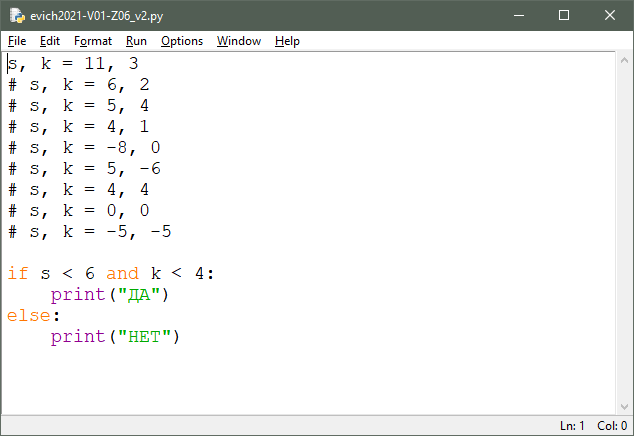 evich2021-V01-Z06_v2.py
File Edit Format Run Options Window Help
s, k = 11, 3
# s, k = 6, 2
# s, k = 5, 4
# s, k = 4, 1
# s, k = -8, 0
# s, k = 5, -6
# s, k = 4, 4
# s, k = 0, 0
# s, k = -5, -5
if s < 6 and k < 4:
    print("ДА")
else:
    print("НЕТ")
Ln: 1 Col: 0